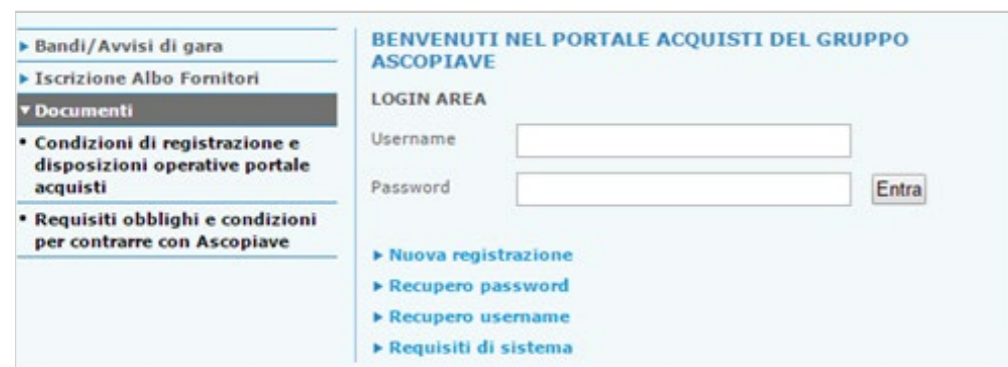 Bandi/Avvisi di gara
Iscrizione Albo Fornitori
Documenti
Condizioni di registrazione e
disposizioni operative portale
acquisti
Requisiti obblighi e condizioni
per contrarre con Ascopiave
BENVENUTI NEL PORTALE ACQUISTI DEL GRUPPO
ASCOPIAVE
LOGIN AREA
Username
Password
Entra
Nuova registrazione
Recupero password
Recupero username
Requisiti di sistema